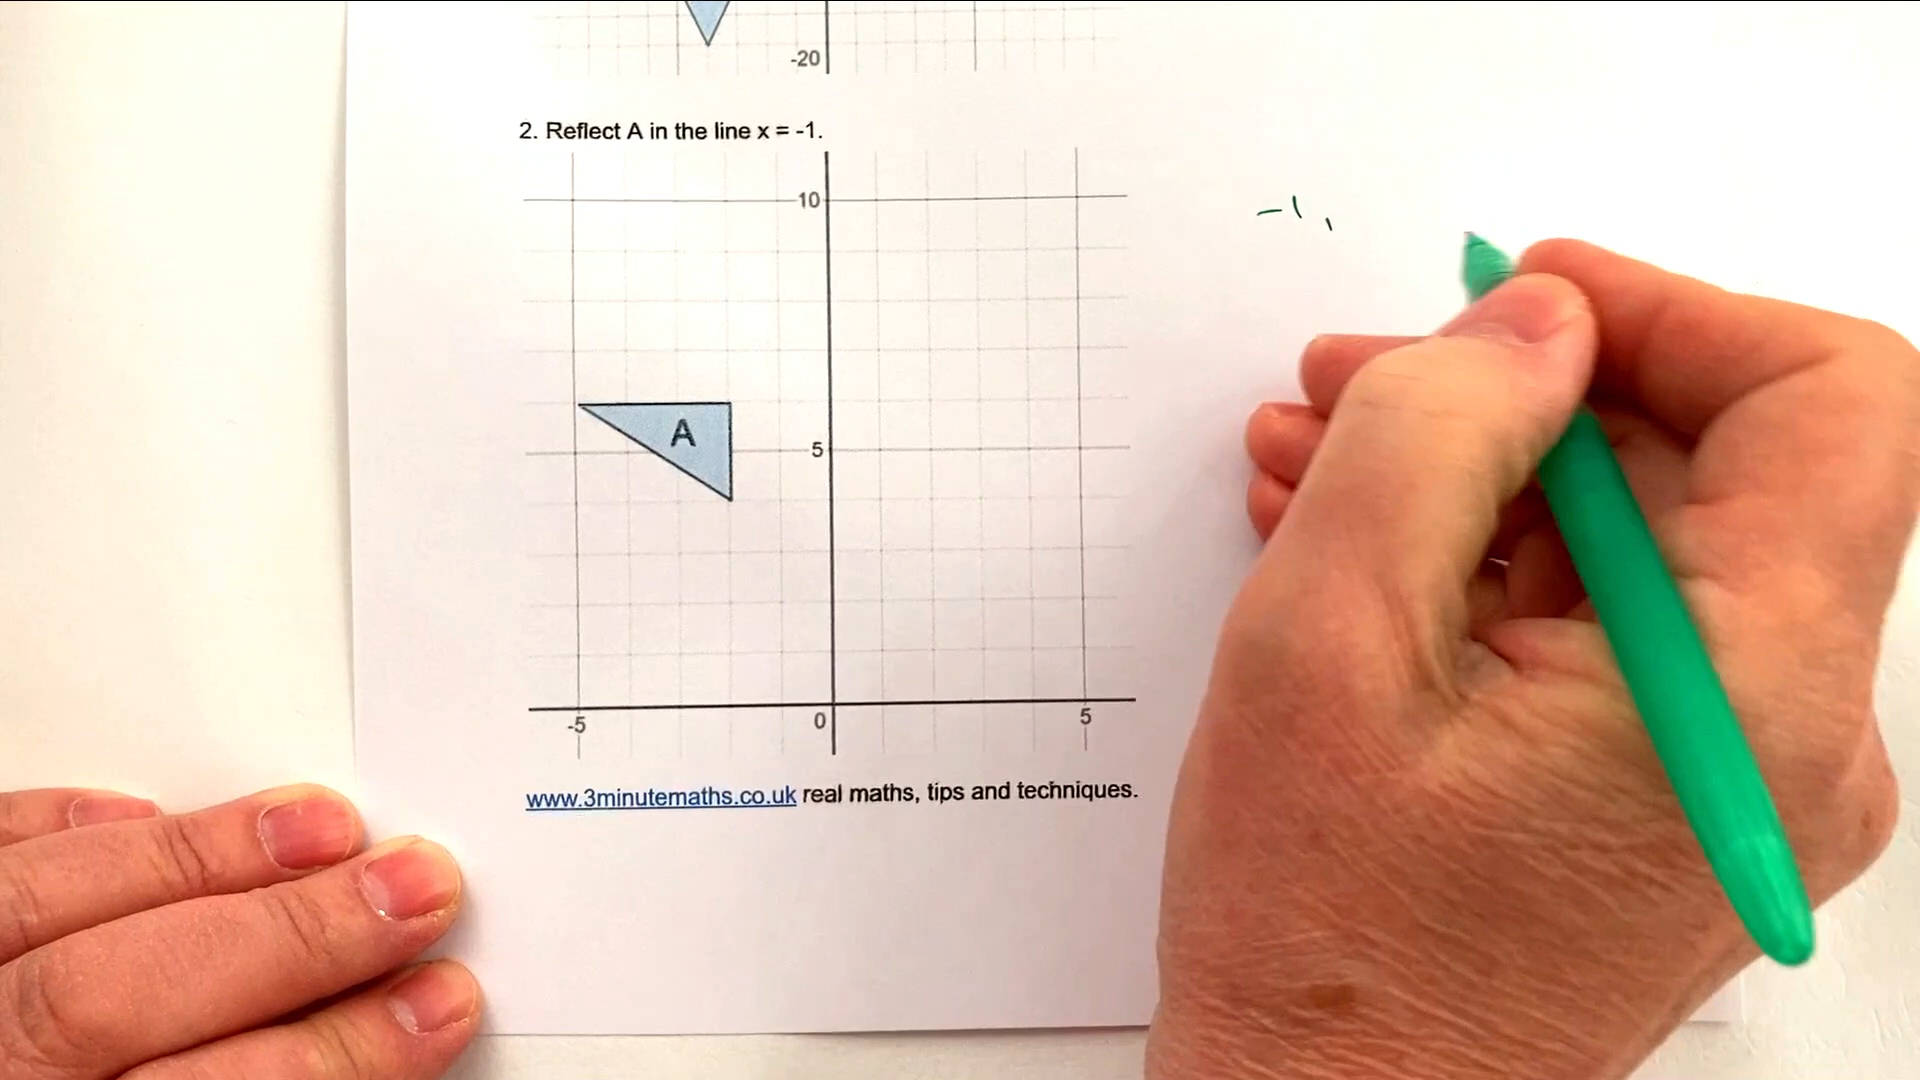 -20
2. Reflect A in the line x = -1.
10
-1,
A
5
-5 0 5
www.3minutemaths.co.uk real maths, tips and techniques.